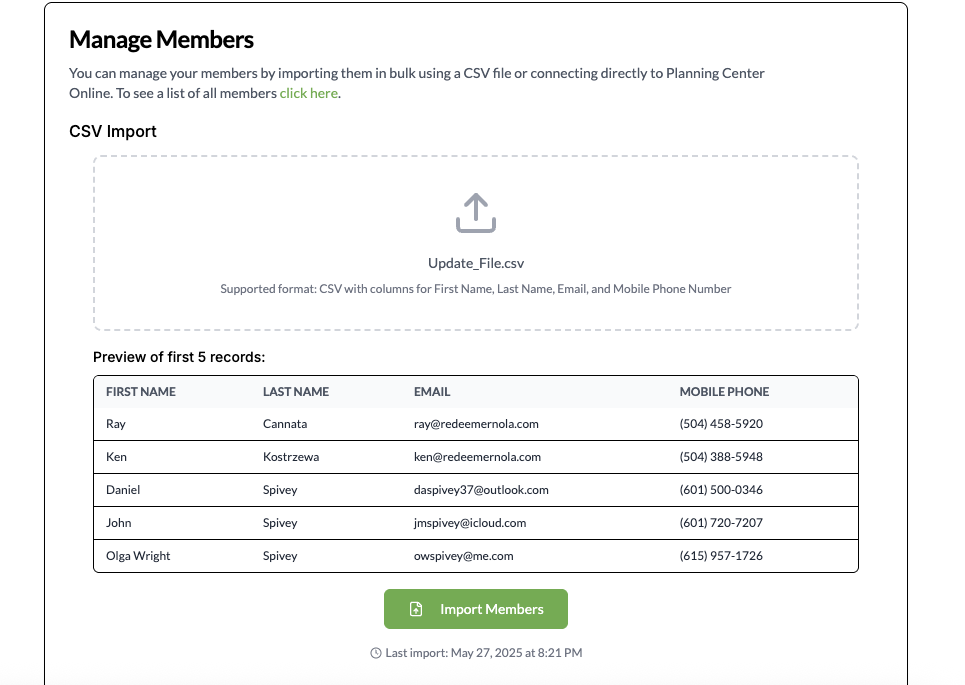 Manage Members
You can manage your members by importing them in bulk using a CSV file or connecting directly to Planning Center
Online. To see a list of all members click here.
CSV Import
Update_File.csv
Supported format: CSV with columns for First Name, Last Name, Email, and Mobile Phone Number
Preview of first 5 records:
FIRST NAME LAST NAME EMAIL MOBILE PHONE
Ray Cannata ray@redeemernola.com (504) 458-5920
Ken Kostrzewa ken@redeemernola.com (504) 388-5948
Daniel Spivey daspivey37@outlook.com (601) 500-0346
John Spivey jmspivey@icloud.com (601) 720-7207
Olga Wright Spivey owspivey@me.com (615) 957-1726
Import Members
Last import: May 27, 2025 at 8:21 PM